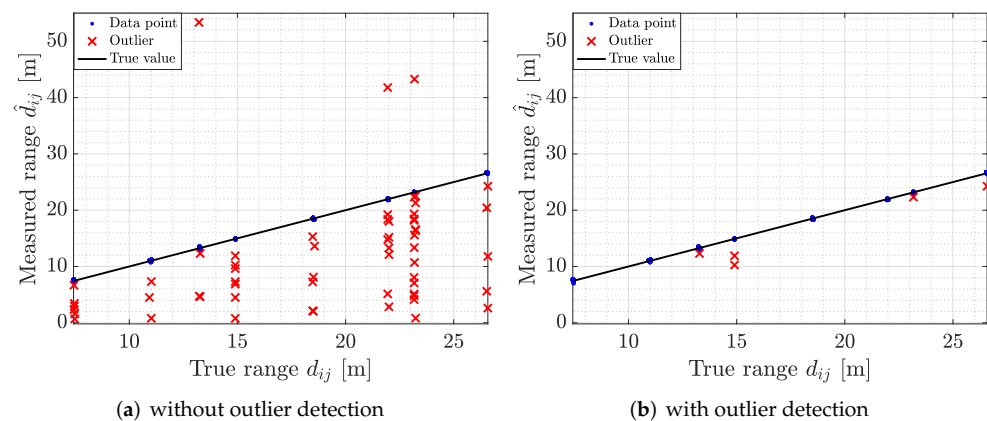 Data point
Outlier
True value
50
40
30
20
10
0
10
15
20
25
Measured range d̂ij [m]
True range dij [m]
(a) without outlier detection
Data point
Outlier
True value
50
40
30
20
10
0
10
15
20
25
Measured range d̂ij [m]
True range dij [m]
(b) with outlier detection